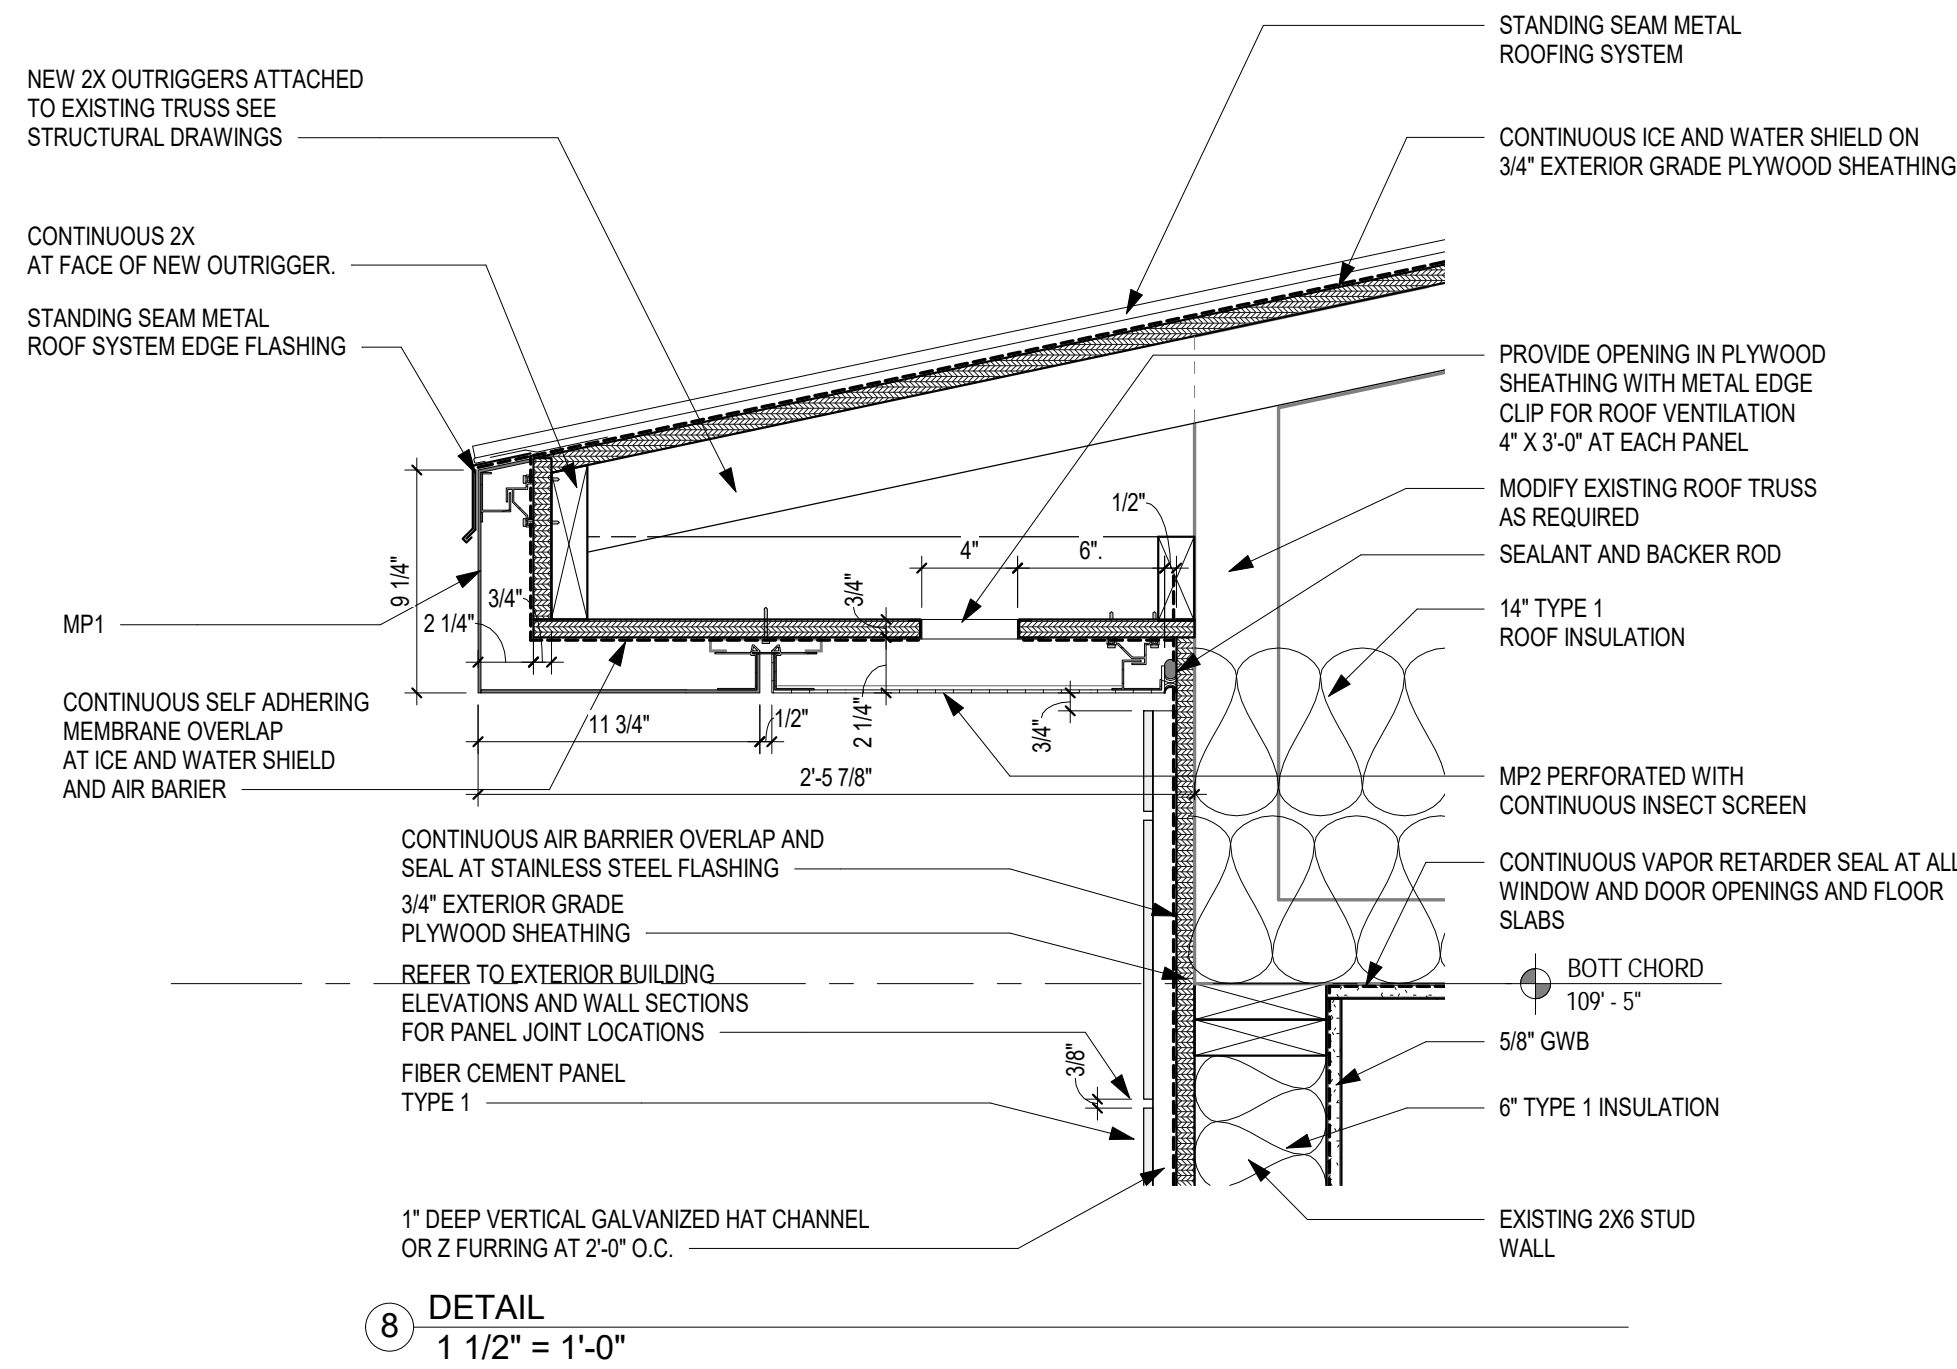 NEW 2X OUTRIGGERS ATTACHED
TO EXISTING TRUSS SEE
STRUCTURAL DRAWINGS
CONTINUOUS 2X
AT FACE OF NEW OUTRIGGER.
STANDING SEAM METAL
ROOF SYSTEM EDGE FLASHING
MP1
CONTINUOUS SELF ADHERING
MEMBRANE OVERLAP
AT ICE AND WATER SHIELD
AND AIR BARIER
CONTINUOUS AIR BARRIER OVERLAP AND
SEAL AT STAINLESS STEEL FLASHING
3/4" EXTERIOR GRADE
PLYWOOD SHEATHING
REFER TO EXTERIOR BUILDING
ELEVATIONS AND WALL SECTIONS
FOR PANEL JOINT LOCATIONS
FIBER CEMENT PANEL
TYPE 1
1" DEEP VERTICAL GALVANIZED HAT CHANNEL
OR Z FURRING AT 2'-0" O.C.
9 1/4"
2 1/4"
3/4"
3/4"
4"
6".
1/2"
11 3/4"
1/2"
2 1/4"
3/4"
2'-5 7/8"
3/8"
STANDING SEAM METAL
ROOFING SYSTEM
CONTINUOUS ICE AND WATER SHIELD ON
3/4" EXTERIOR GRADE PLYWOOD SHEATHING
PROVIDE OPENING IN PLYWOOD
SHEATHING WITH METAL EDGE
CLIP FOR ROOF VENTILATION
4" X 3'-0" AT EACH PANEL
MODIFY EXISTING ROOF TRUSS
AS REQUIRED
SEALANT AND BACKER ROD
14" TYPE 1
ROOF INSULATION
MP2 PERFORATED WITH
CONTINUOUS INSECT SCREEN
CONTINUOUS VAPOR RETARDER SEAL AT ALL
WINDOW AND DOOR OPENINGS AND FLOOR
SLABS
BOTT CHORD
109' - 5"
5/8" GWB
6" TYPE 1 INSULATION
EXISTING 2X6 STUD
WALL
8 DETAIL
1 1/2" = 1'-0"